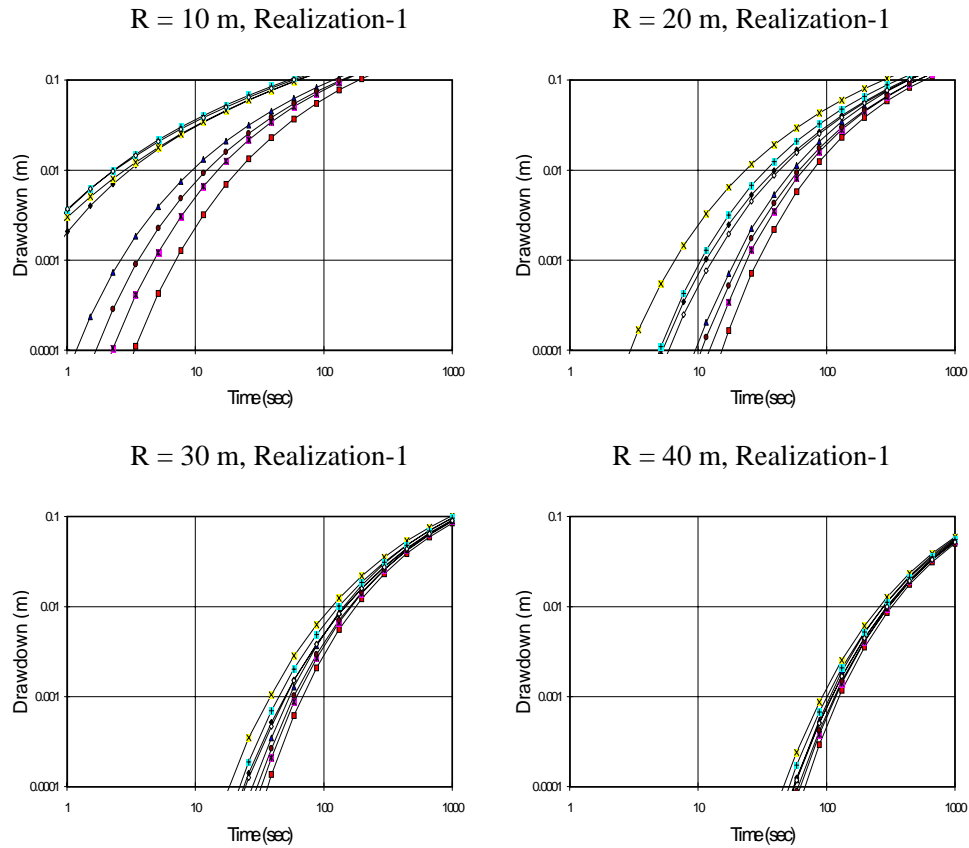 R = 10 m, Realization-1
0.1
0.01
0.001
0.0001
Drawdown (m)
1 10 100 1000
Time (sec)
R = 20 m, Realization-1
0.1
0.01
0.001
0.0001
Drawdown (m)
1 10 100 1000
Time (sec)
R = 30 m, Realization-1
0.1
0.01
0.001
0.0001
Drawdown (m)
1 10 100 1000
Time (sec)
R = 40 m, Realization-1
0.1
0.01
0.001
0.0001
Drawdown (m)
1 10 100 1000
Time (sec)